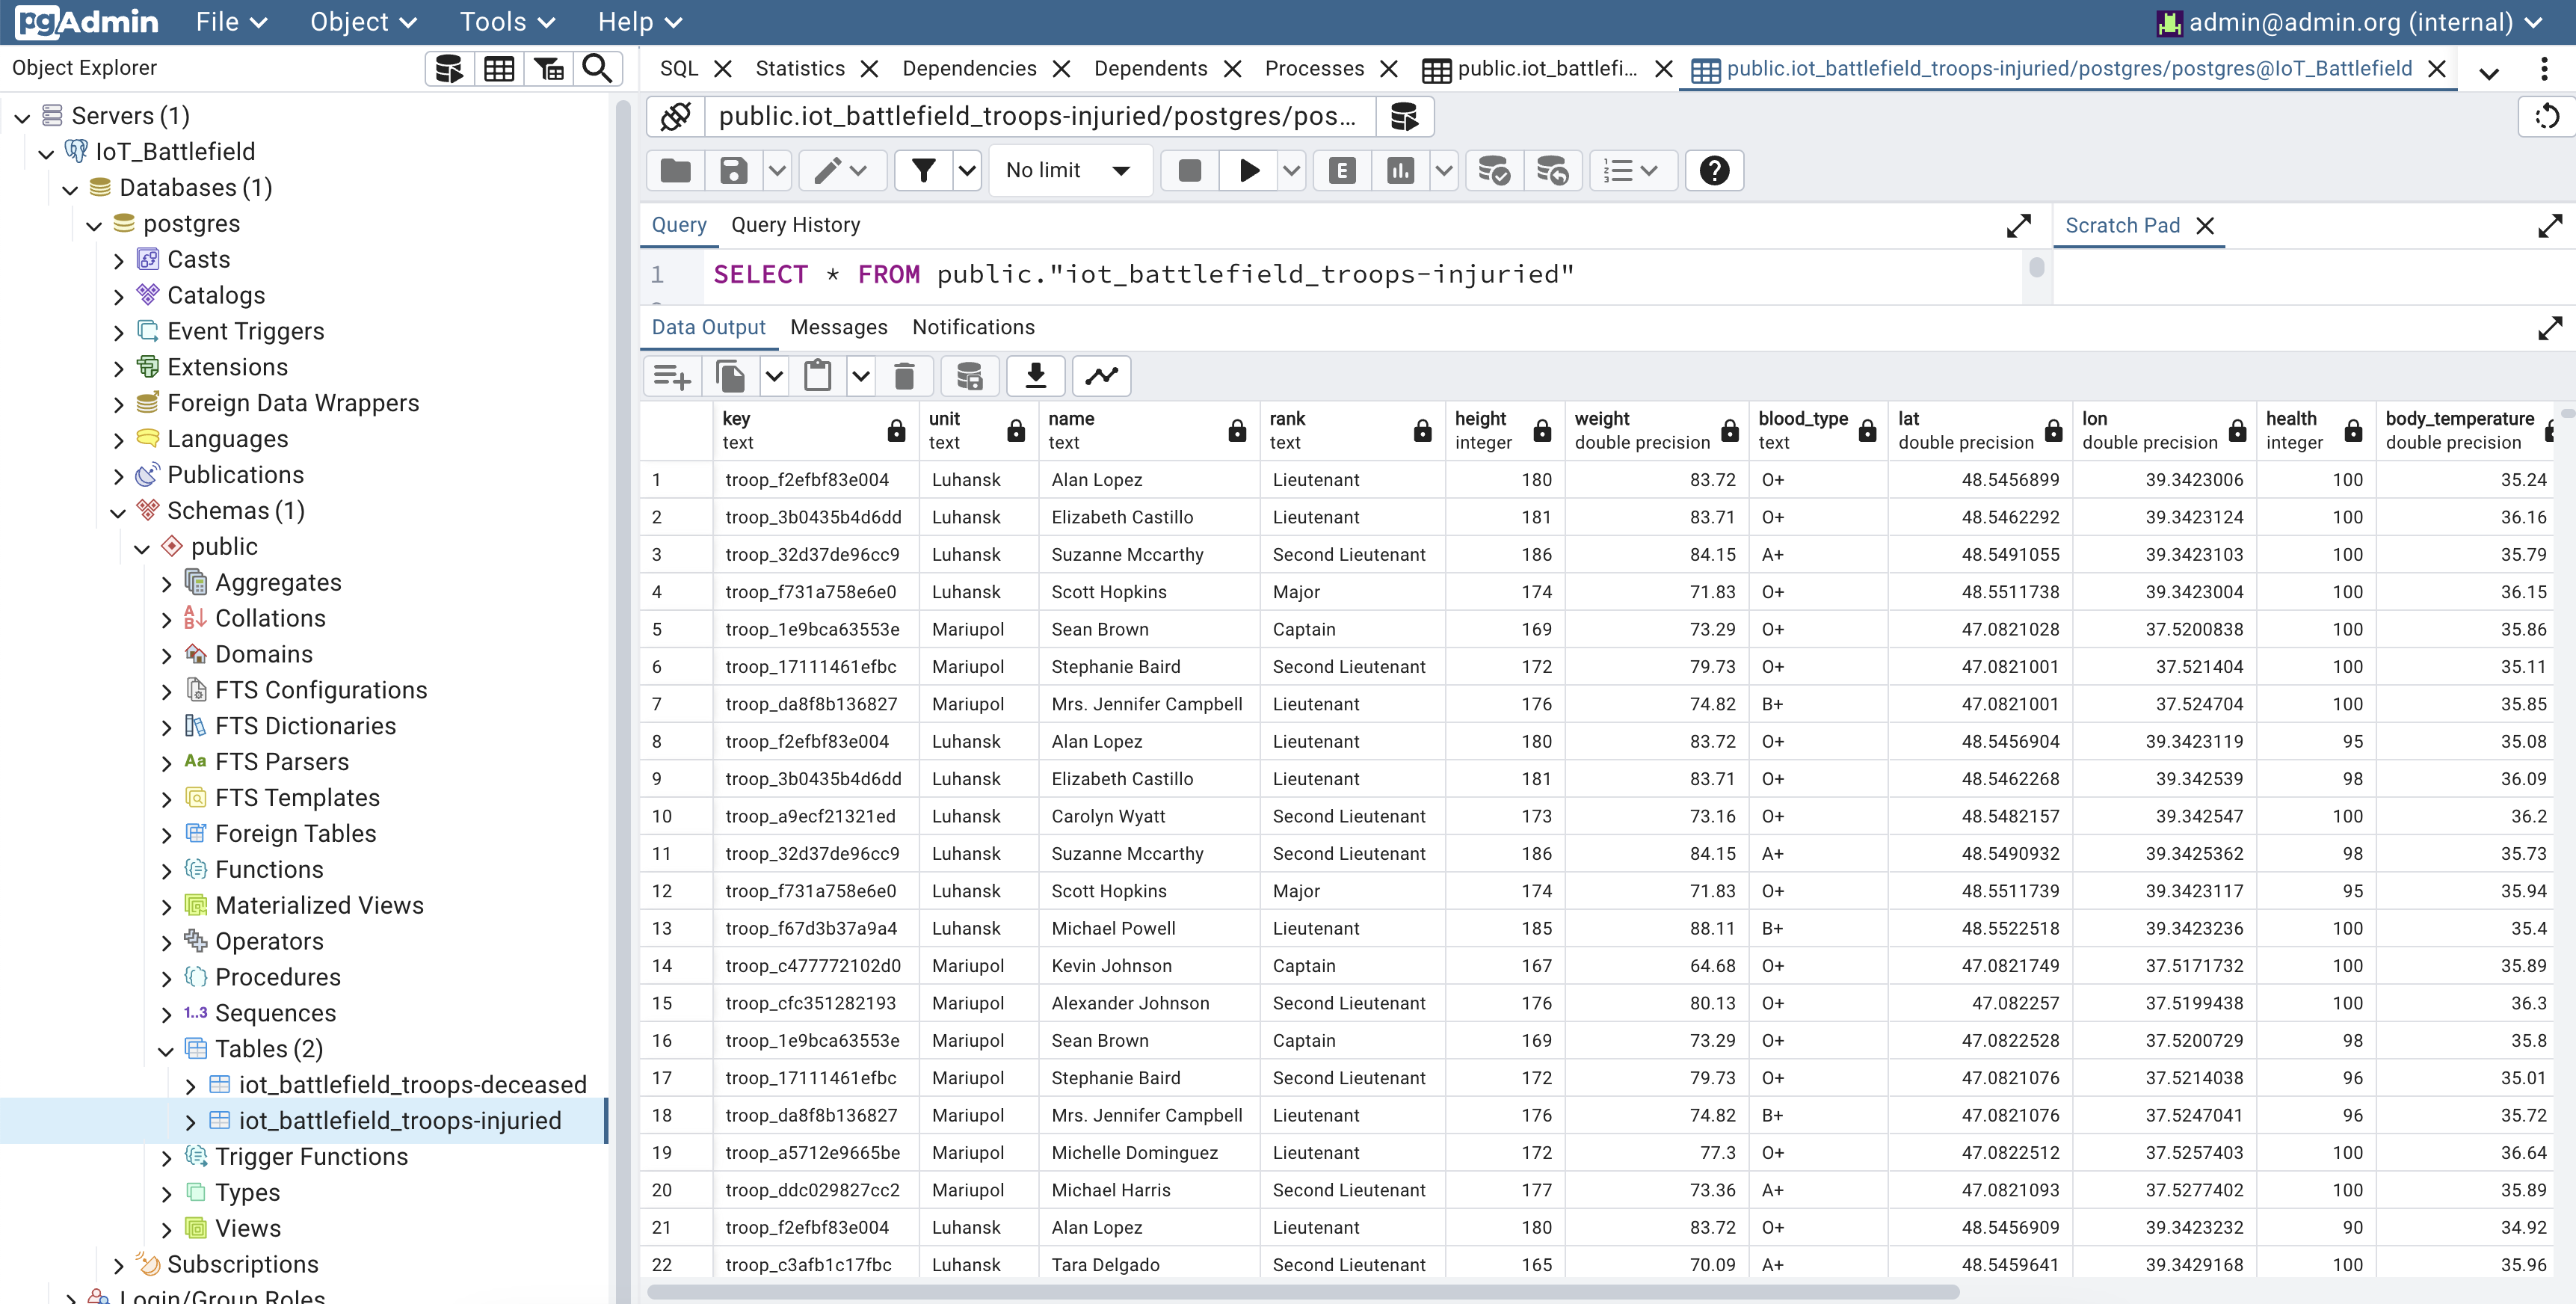 pgAdmin File Object Tools Help admin@admin.org (internal)
Object Explorer
SQL Statistics Dependencies Dependents Processes public.iot_battlefi... public.iot_battlefield_troops-injuried/postgres/postgres@IoT_Battlefield
Servers (1)
IoT_Battlefield
Databases (1)
postgres
Casts
Catalogs
Event Triggers
Extensions
Foreign Data Wrappers
Languages
Publications
Schemas (1)
public
Aggregates
Collations
Domains
FTS Configurations
FTS Dictionaries
Aa FTS Parsers
FTS Templates
Foreign Tables
Functions
Materialized Views
Operators
Procedures
1..3 Sequences
Tables (2)
iot_battlefield_troops-deceased
iot_battlefield_troops-injuried
Trigger Functions
Types
Views
Subscriptions
Login/Group Roles
public.iot_battlefield_troops-injuried/postgres/pos...
No limit E ?
Query Query History Scratch Pad
1 SELECT * FROM public."iot_battlefield_troops-injuried"
Data Output Messages Notifications
key unit name rank height weight blood_type lat lon health body_temperature
text text text text integer double precision text double precision double precision integer double precision
1 troop_f2efbf83e004 Luhansk Alan Lopez Lieutenant 180 83.72 O+ 48.5456899 39.3423006 100 35.24
2 troop_3b0435b4d6dd Luhansk Elizabeth Castillo Lieutenant 181 83.71 O+ 48.5462292 39.3423124 100 36.16
3 troop_32d37de96cc9 Luhansk Suzanne Mccarthy Second Lieutenant 186 84.15 A+ 48.5491055 39.3423103 100 35.79
4 troop_f731a758e6e0 Luhansk Scott Hopkins Major 174 71.83 O+ 48.5511738 39.3423004 100 36.15
5 troop_1e9bca63553e Mariupol Sean Brown Captain 169 73.29 O+ 47.0821028 37.5200838 100 35.86
6 troop_17111461efbc Mariupol Stephanie Baird Second Lieutenant 172 79.73 O+ 47.0821001 37.521404 100 35.11
7 troop_da8f8b136827 Mariupol Mrs. Jennifer Campbell Lieutenant 176 74.82 B+ 47.0821001 37.524704 100 35.85
8 troop_f2efbf83e004 Luhansk Alan Lopez Lieutenant 180 83.72 O+ 48.5456904 39.3423119 95 35.08
9 troop_3b0435b4d6dd Luhansk Elizabeth Castillo Lieutenant 181 83.71 O+ 48.5462268 39.342539 98 36.09
10 troop_a9ecf21321ed Luhansk Carolyn Wyatt Second Lieutenant 173 73.16 O+ 48.5482157 39.342547 100 36.2
11 troop_32d37de96cc9 Luhansk Suzanne Mccarthy Second Lieutenant 186 84.15 A+ 48.5490932 39.3425362 98 35.73
12 troop_f731a758e6e0 Luhansk Scott Hopkins Major 174 71.83 O+ 48.5511739 39.3423117 95 35.94
13 troop_f67d3b37a9a4 Luhansk Michael Powell Lieutenant 185 88.11 B+ 48.5522518 39.3423236 100 35.4
14 troop_c477772102d0 Mariupol Kevin Johnson Captain 167 64.68 O+ 47.0821749 37.5171732 100 35.89
15 troop_cfc351282193 Mariupol Alexander Johnson Second Lieutenant 176 80.13 O+ 47.082257 37.5199438 100 36.3
16 troop_1e9bca63553e Mariupol Sean Brown Captain 169 73.29 O+ 47.0822528 37.5200729 98 35.8
17 troop_17111461efbc Mariupol Stephanie Baird Second Lieutenant 172 79.73 O+ 47.0821076 37.5214038 96 35.01
18 troop_da8f8b136827 Mariupol Mrs. Jennifer Campbell Lieutenant 176 74.82 B+ 47.0821076 37.5247041 96 35.72
19 troop_a5712e9665be Mariupol Michelle Dominguez Lieutenant 172 77.3 O+ 47.0822512 37.5257403 100 36.64
20 troop_ddc029827cc2 Mariupol Michael Harris Second Lieutenant 177 73.36 A+ 47.0821093 37.5277402 100 35.89
21 troop_f2efbf83e004 Luhansk Alan Lopez Lieutenant 180 83.72 O+ 48.5456909 39.3423232 90 34.92
22 troop_c3afb1c17fbc Luhansk Tara Delgado Second Lieutenant 165 70.09 A+ 48.5459641 39.3429168 100 35.96